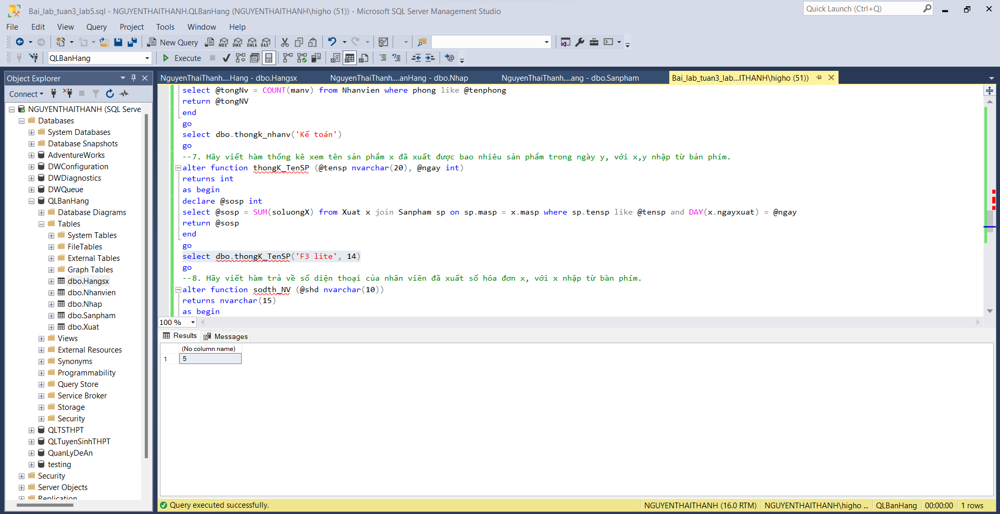 Bai_lab_tuan3_lab5.sql - NGUYENTHAITHANH.QLBanHang (NGUYENTHAITHANH\higho (51)) - Microsoft SQL Server Management Studio
Quick Launch (Ctrl+Q)
File Edit View Query Project Tools Window Help
New Query
MDX DMX XMLA DAX
QLBanHang
Execute
Object Explorer
Connect
NGUYENTHAITHANH (SQL Serve
Databases
System Databases
Database Snapshots
AdventureWorks
DWConfiguration
DWDiagnostics
DWQueue
QLBanHang
Database Diagrams
Tables
System Tables
FileTables
External Tables
Graph Tables
dbo.Hangsx
dbo.Nhanvien
dbo.Nhap
dbo.Sanpham
dbo.Xuat
Views
External Resources
Synonyms
Programmability
Query Store
Service Broker
Storage
Security
QLTSTHPT
QLTuyenSinhTHPT
QuanLyDeAn
testing
Security
Server Objects
Replication
NguyenThaiThanh....Hang - dbo.Hangsx
NguyenThaiThanh....anHang - dbo.Nhap
NguyenThaiThanh....ang - dbo.Sanpham
Bai_lab_tuan3_lab...ITHANH\higho (51))
select @tongNv = COUNT(manv) from Nhanvien where phong like @tenphong
return @tongNV
end
go
select dbo.thongk_nhanv('Kế toán')
go
--7. Hãy viết hàm thống kê xem tên sản phẩm x đã xuất được bao nhiêu sản phẩm trong ngày y, với x,y nhập từ bản phím.
alter function thongK_TenSP (@tensp nvarchar(20), @ngay int)
returns int
as begin
declare @sosp int
select @sosp = SUM(soluongX) from Xuat x join Sanpham sp on sp.masp = x.masp where sp.tensp like @tensp and DAY(x.ngayxuat) = @ngay
return @sosp
end
go
select dbo.thongK_TenSP('F3 lite', 14)
go
--8. Hãy viết hàm trả về số diện thoại của nhân viên đã xuất số hóa đơn x, với x nhập từ bàn phím.
alter function sodth_NV (@shd nvarchar(10))
returns nvarchar(15)
as begin
100 %
Results Messages
(No column name)
1 5
Query executed successfully.
NGUYENTHAITHANH (16.0 RTM) NGUYENTHAITHANH\higho ... QLBanHang 00:00:00 1 rows